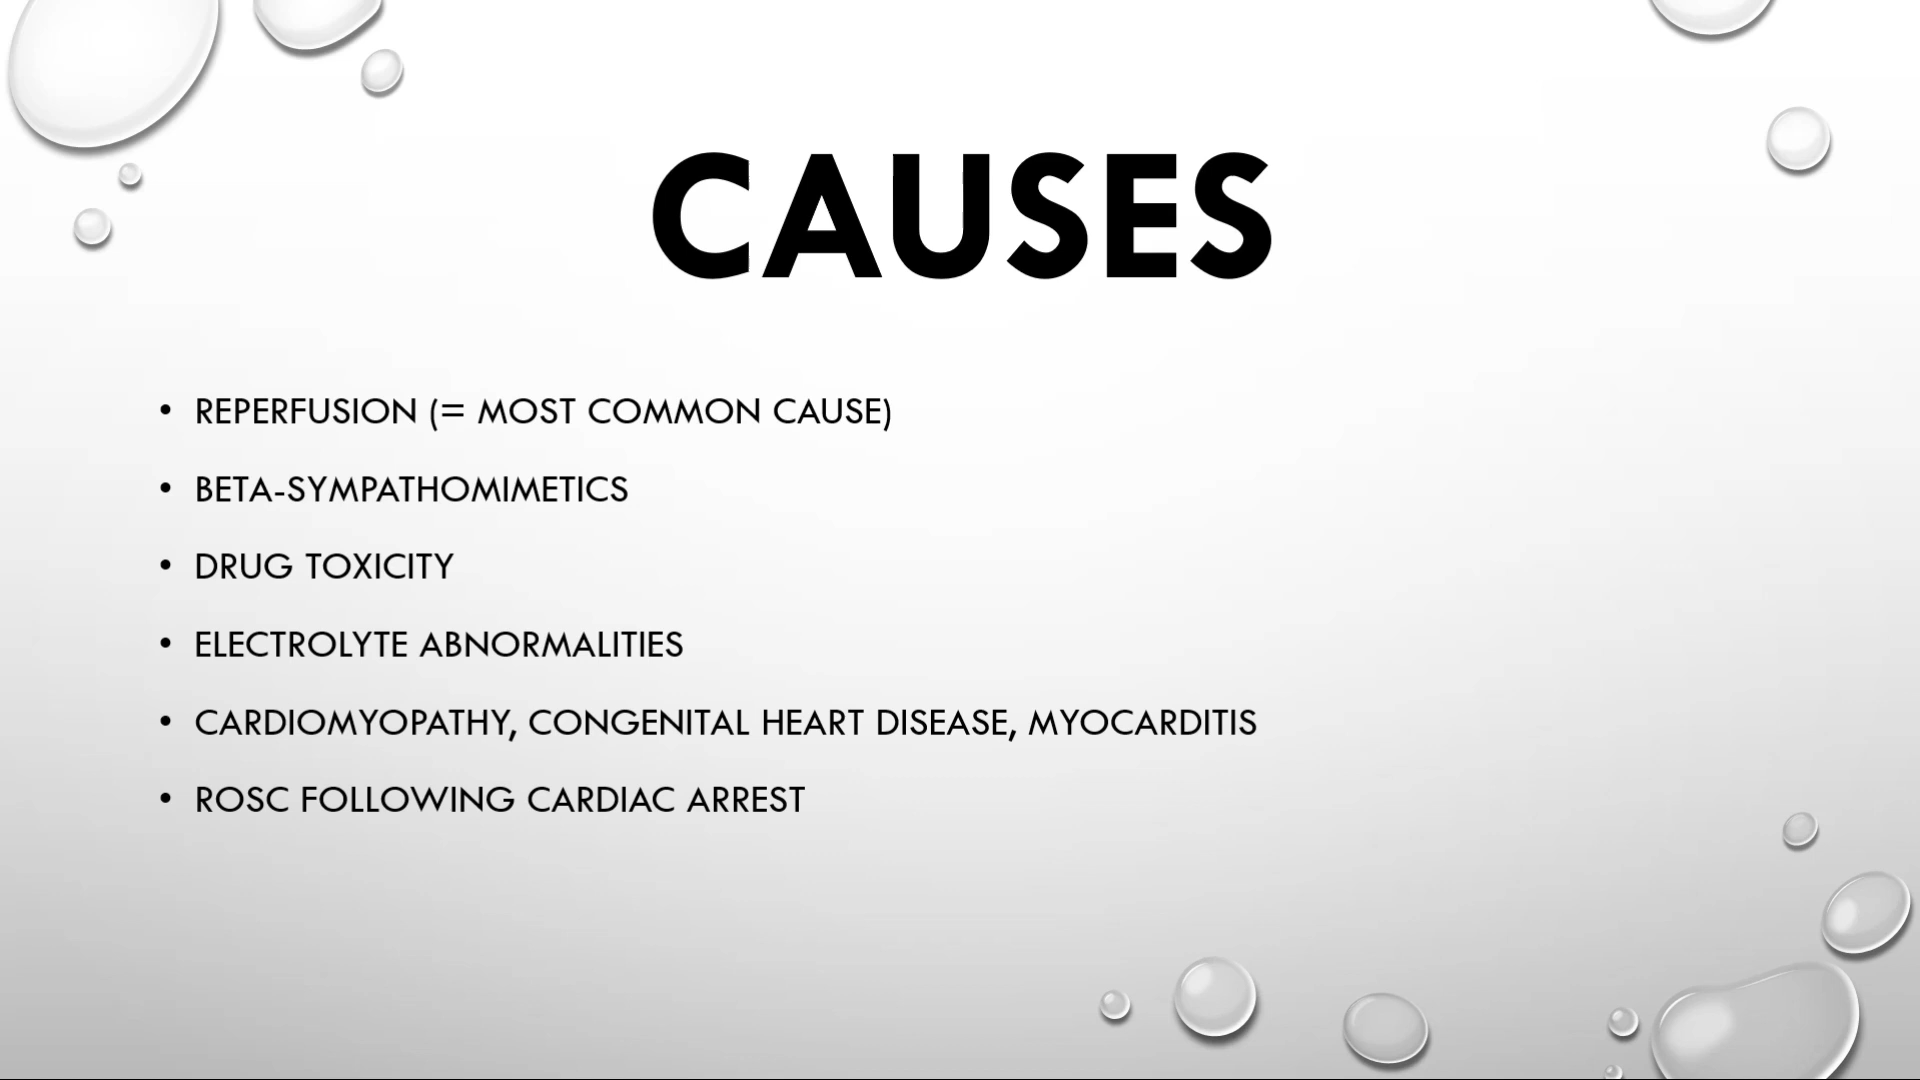 CAUSES
• REPERFUSION (= MOST COMMON CAUSE)
• BETA-SYMPATHOMIMETICS
• DRUG TOXICITY
• ELECTROLYTE ABNORMALITIES
• CARDIOMYOPATHY, CONGENITAL HEART DISEASE, MYOCARDITIS
• ROSC FOLLOWING CARDIAC ARREST